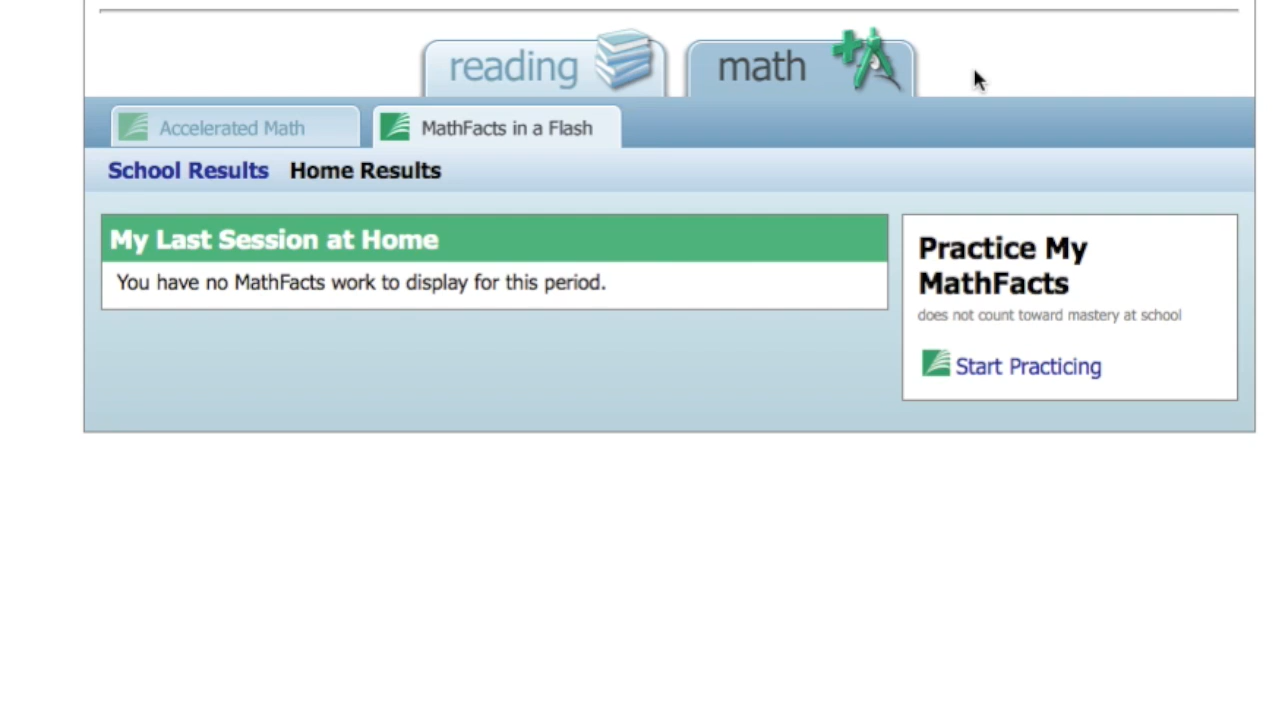 reading math
Accelerated Math MathFacts in a Flash
School Results Home Results
My Last Session at Home
You have no MathFacts work to display for this period.
Practice My
MathFacts
does not count toward mastery at school
Start Practicing